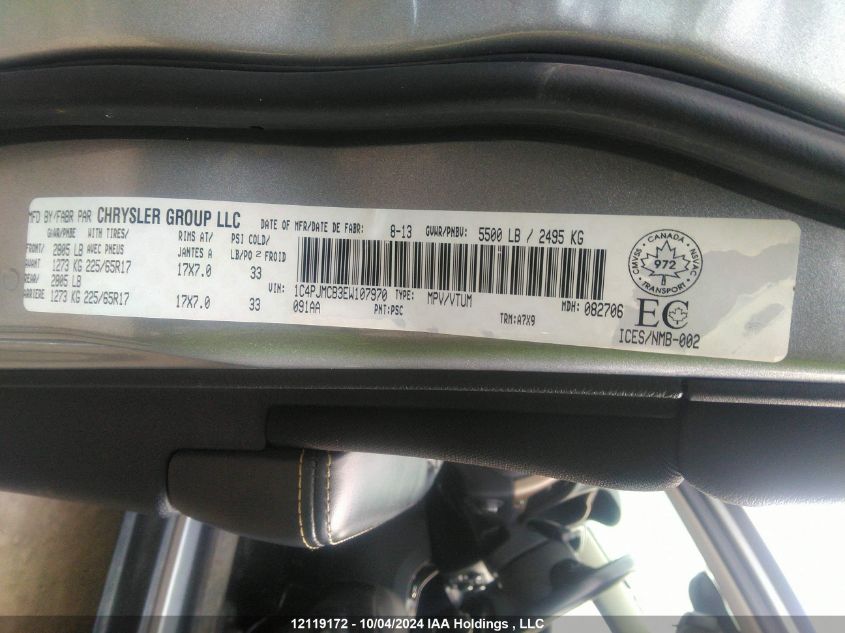 MFD BY/FABR PAR CHRYSLER GROUP LLC DATE OF MFR/DATE DE FABR: 8-13 GVWR/PNBV: 5500 LB / 2495 KG
GAWR/PNBE WITH TIRES/ RIMS AT/ PSI COLD/
FRONT/ 2805 LB AVEC PNEUS JANTES A LB/PO2 FROID
AVANT 1273 KG 225/65R17 17X7.0 33
REAR/ 2805 LB
ARRIERE 1273 KG 225/65R17 17X7.0 33
VIN: 1C4PJMCB3EW107970 TYPE: MPV/VTUM MDH: 082706
091AA PNT:PSC TRM:A7X9
CMVSS CANADA NSVAC
972
TRANSPORT
EC
ICES/NMB-002
12119172 - 10/04/2024 IAA Holdings , LLC